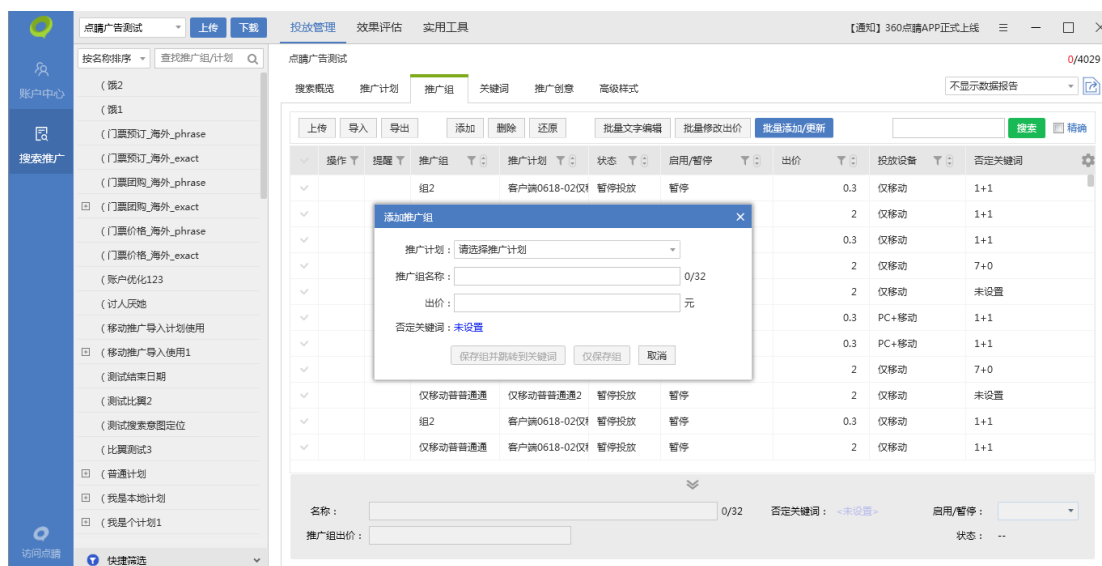 点睛广告测试 上传 下载 投放管理 效果评估 实用工具 【通知】360点睛APP正式上线
按名称排序 查找推广组/计划 点睛广告测试 0/4029
账户中心
搜索推广
(饿2
(饿1
(门票预订_海外_phrase
(门票预订_海外_exact
(门票团购_海外_phrase
(门票团购_海外_exact
(门票价格_海外_phrase
(门票价格_海外_exact
(账户优化123
(讨人厌她
(移动推广导入计划使用
(移动推广导入使用1
(测试结束日期
(测试比翼2
(测试搜索意图定位
(比翼测试3
(普通计划
(我是本地计划
(我是个计划1
快捷筛选
访问点睛
搜索概览 推广计划 推广组 关键词 推广创意 高级样式 不显示数据报告
上传 导入 导出 添加 删除 还原 批量文字编辑 批量修改出价 批量添加/更新 搜索 精确
操作 提醒 推广组 推广计划 状态 启用/暂停 出价 投放设备 否定关键词
组2 客户端0618-02仅 暂停投放 暂停 0.3 仅移动 1+1
2 仅移动 1+1
0.3 仅移动 1+1
2 仅移动 7+0
2 仅移动 未设置
0.3 PC+移动 1+1
0.3 PC+移动 1+1
2 仅移动 7+0
仅移动普普通通 仅移动普普通通2 暂停投放 暂停 2 仅移动 未设置
组2 客户端0618-02仅 暂停投放 暂停 0.3 仅移动 1+1
仅移动普普通通 客户端0618-02仅 暂停投放 暂停 2 仅移动 1+1
添加推广组
推广计划： 请选择推广计划
推广组名称： 0/32
出价： 元
否定关键词：未设置
保存组并跳转到关键词 仅保存组 取消
名称： 0/32 否定关键词： <未设置> 启用/暂停：
推广组出价： 状态： --